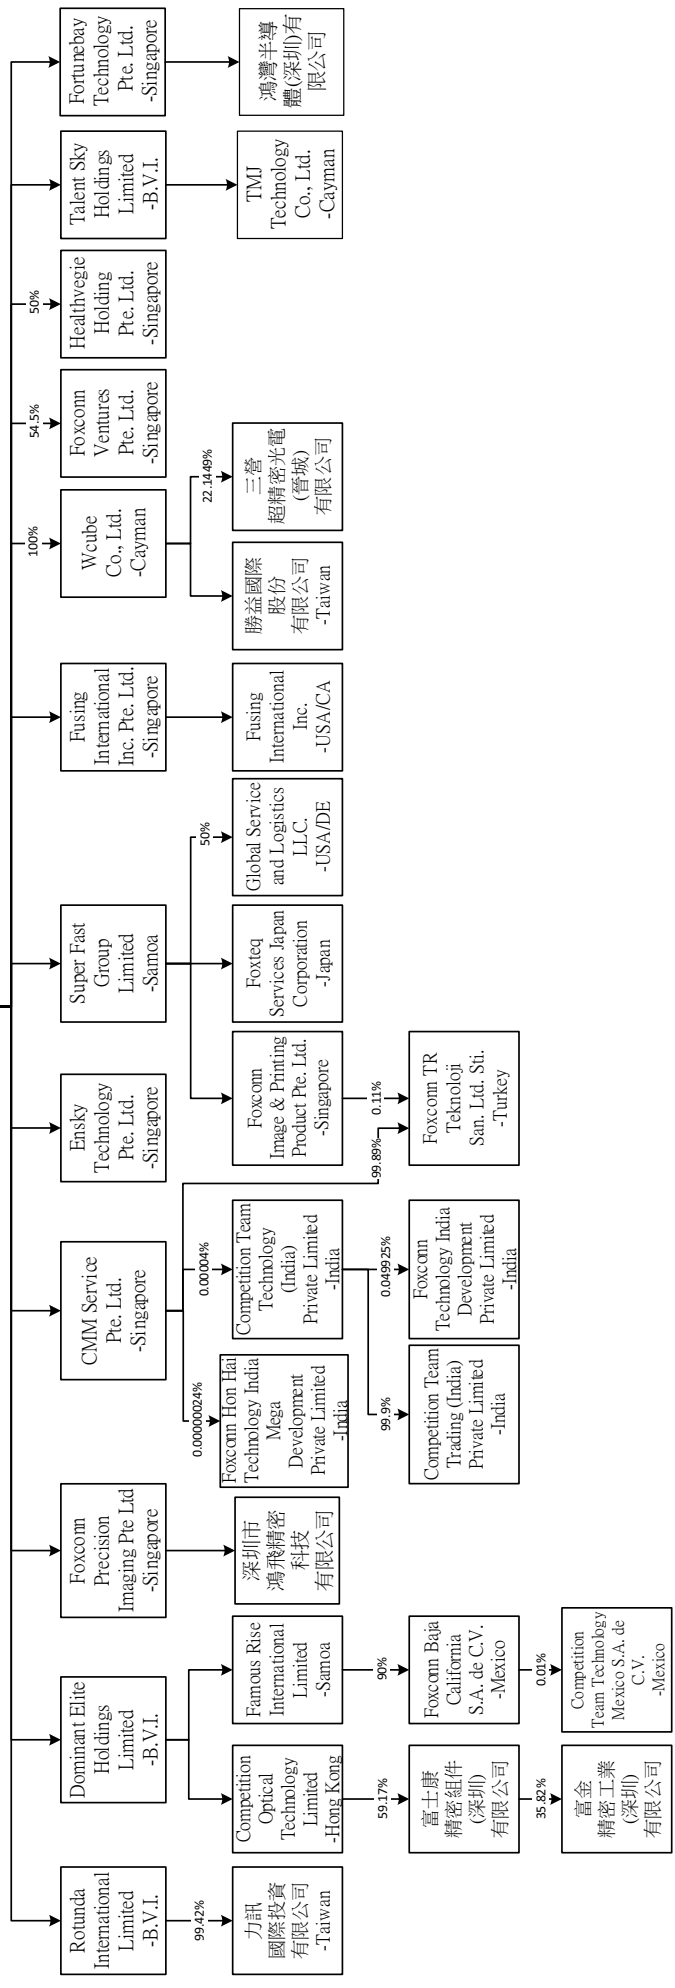 Rotunda
International
Limited
-B.V.I.
99.42%
力訊
國際投資
有限公司
-Taiwan
Dominant Elite
Holdings
Limited
-B.V.I.
Competition
Optical
Technology
Limited
-Hong Kong
59.17%
富士康
精密組件
(深圳)
有限公司
35.82%
富金
精密工業
(深圳)
有限公司
Famous Rise
International
Limited
-Samoa
90%
Foxconn Baja
California
S.A. de C.V.
-Mexico
0.01%
Competition
Team Technology
Mexico S.A. de
C.V.
-Mexico
Foxconn
Precision
Imaging Pte Ltd
-Singapore
深圳市
鴻飛精密
科技
有限公司
CMM Service
Pte. Ltd.
-Singapore
0.00000024%
Foxconn Hon Hai
Technology India
Mega
Development
Private Limited
-India
0.00004%
Competition Team
Technology
(India)
Private Limited
-India
99.9%
Competition Team
Trading (India)
Private Limited
-India
0.049925%
Foxconn
Technology India
Development
Private Limited
-India
99.89%
Ensky
Technology
Pte. Ltd.
-Singapore
Super Fast
Group
Limited
-Samoa
Foxconn
Image & Printing
Product Pte. Ltd.
-Singapore
0.11%
Foxconn TR
Teknoloji
San. Ltd. Sti.
-Turkey
Foxteq
Services Japan
Corporation
-Japan
50%
Global Service
and Logistics
LLC.
-USA/DE
Fusing
International
Inc. Pte. Ltd.
-Singapore
Fusing
International
Inc.
-USA/CA
100%
Wcube
Co., Ltd.
-Cayman
勝益國際
股份
有限公司
-Taiwan
22.1449%
三營
超精密光電
(晉城)
有限公司
54.5%
Foxconn
Ventures
Pte. Ltd.
-Singapore
50%
Healthvegie
Holding
Pte. Ltd.
-Singapore
Talent Sky
Holdings
Limited
-B.V.I.
TMJ
Technology
Co., Ltd.
-Cayman
Fortunebay
Technology
Pte. Ltd.
-Singapore
鴻灣半導
體(深圳)有
限公司